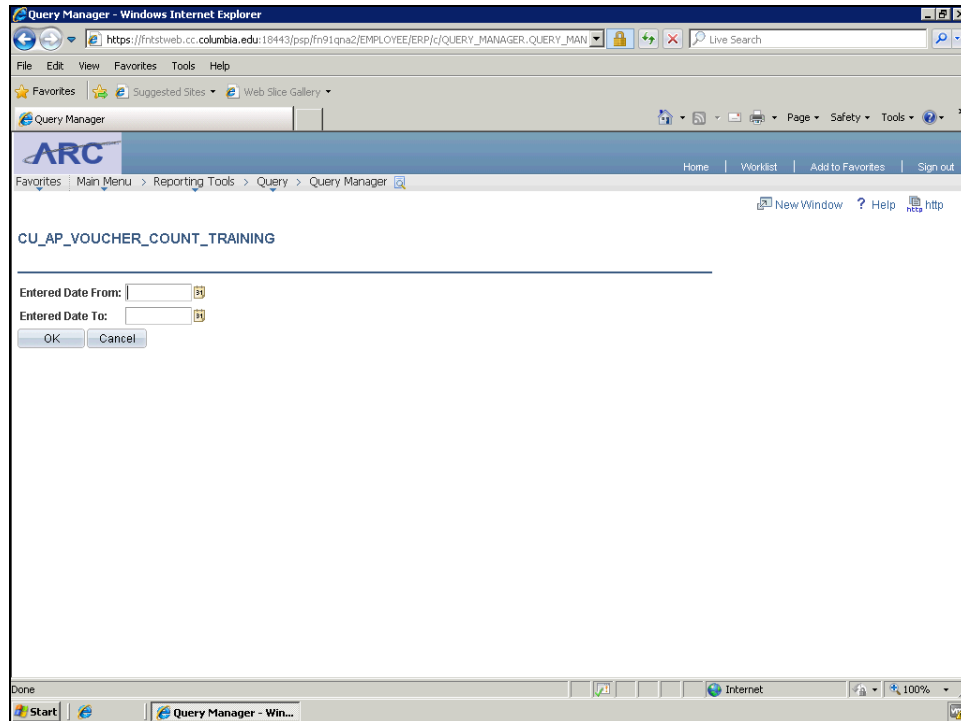 Query Manager - Windows Internet Explorer
https://fntstweb.cc.columbia.edu:18443/psp/fn91qna2/EMPLOYEE/ERP/c/QUERY_MANAGER.QUERY_MAN
Live Search
File Edit View Favorites Tools Help
Favorites Suggested Sites Web Slice Gallery
Query Manager Page Safety Tools
ARC
Home | Worklist | Add to Favorites | Sign out
Favorites Main Menu > Reporting Tools > Query > Query Manager
New Window ? Help http
CU_AP_VOUCHER_COUNT_TRAINING
Entered Date From: 31
Entered Date To: 31
OK Cancel
Done Internet 100%
Start Query Manager - Win...